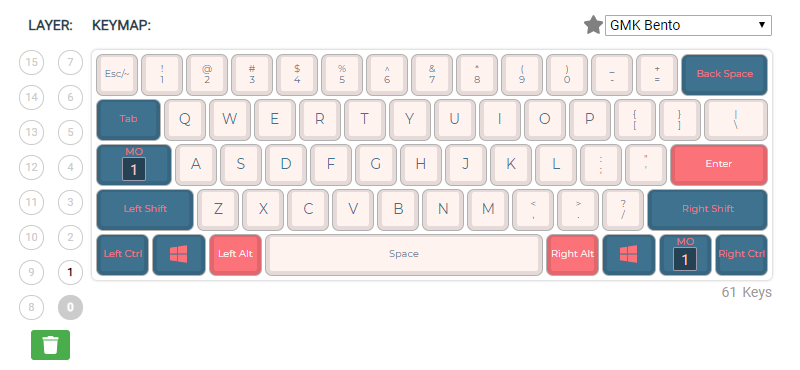 LAYER: KEYMAP: GMK Bento
15 7
Esc/~ ! @ # $ % ^ & * ( ) _ + Back Space
1 2 3 4 5 6 7 8 9 0 - =
14 6
Tab Q W E R T Y U I O P { } |
[ ] \
13 5
12 4
MO A S D F G H J K L : " Enter
1 ; '
11 3
Left Shift Z X C V B N M < > ? Right Shift
, . /
10 2
Left Ctrl Left Alt Space Right Alt MO Right Ctrl
1
9 1
61 Keys
8 0